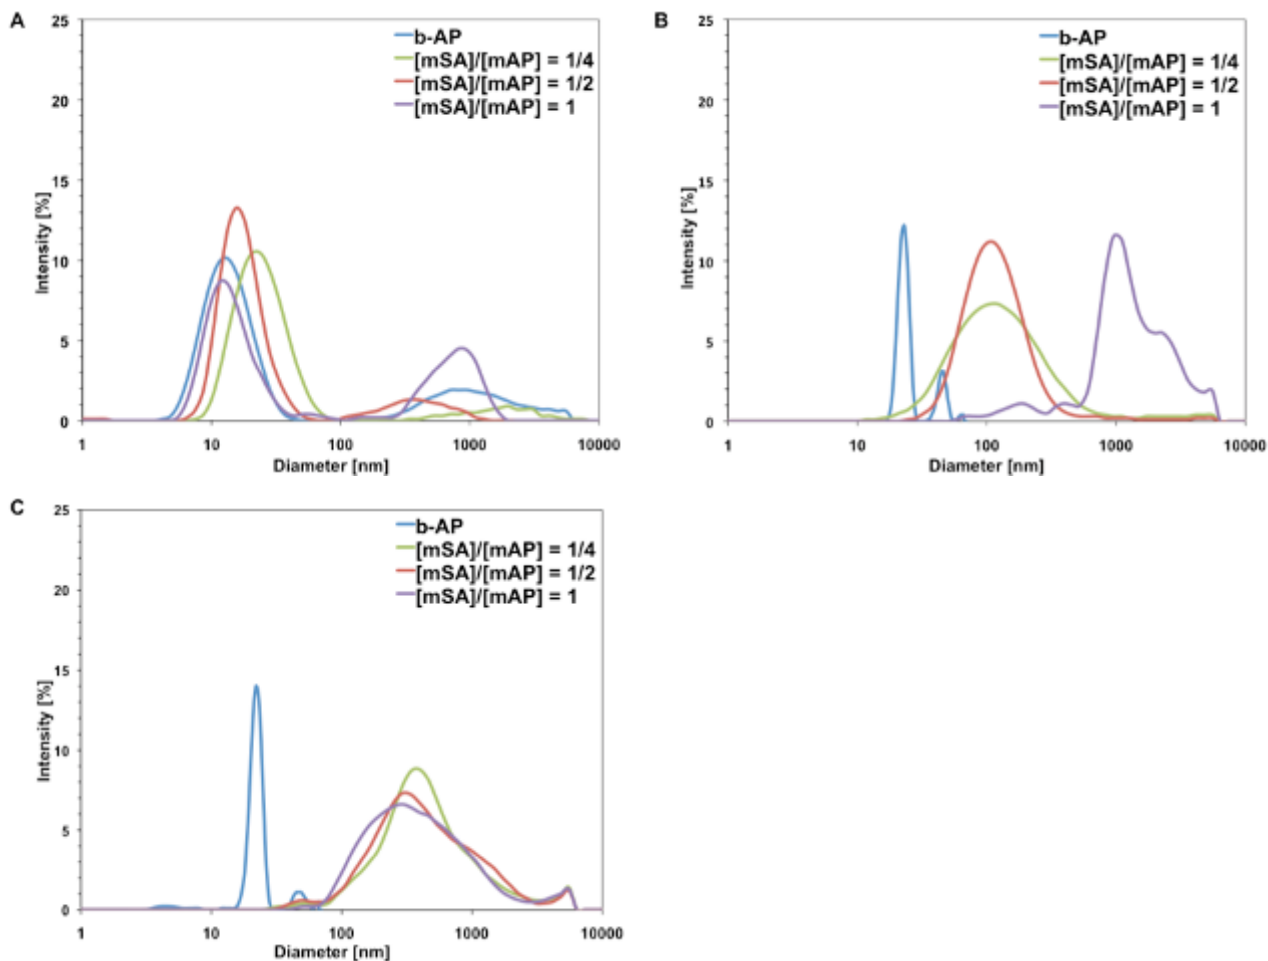 A
25
20
15
10
5
0
Intensity [%]
1
10
100
1000
10000
Diameter [nm]
b-AP
[mSA]/[mAP] = 1/4
[mSA]/[mAP] = 1/2
[mSA]/[mAP] = 1
B
25
20
15
10
5
0
Intensity [%]
1
10
100
1000
10000
Diameter [nm]
b-AP
[mSA]/[mAP] = 1/4
[mSA]/[mAP] = 1/2
[mSA]/[mAP] = 1
C
25
20
15
10
5
0
Intensity [%]
1
10
100
1000
10000
Diameter [nm]
b-AP
[mSA]/[mAP] = 1/4
[mSA]/[mAP] = 1/2
[mSA]/[mAP] = 1